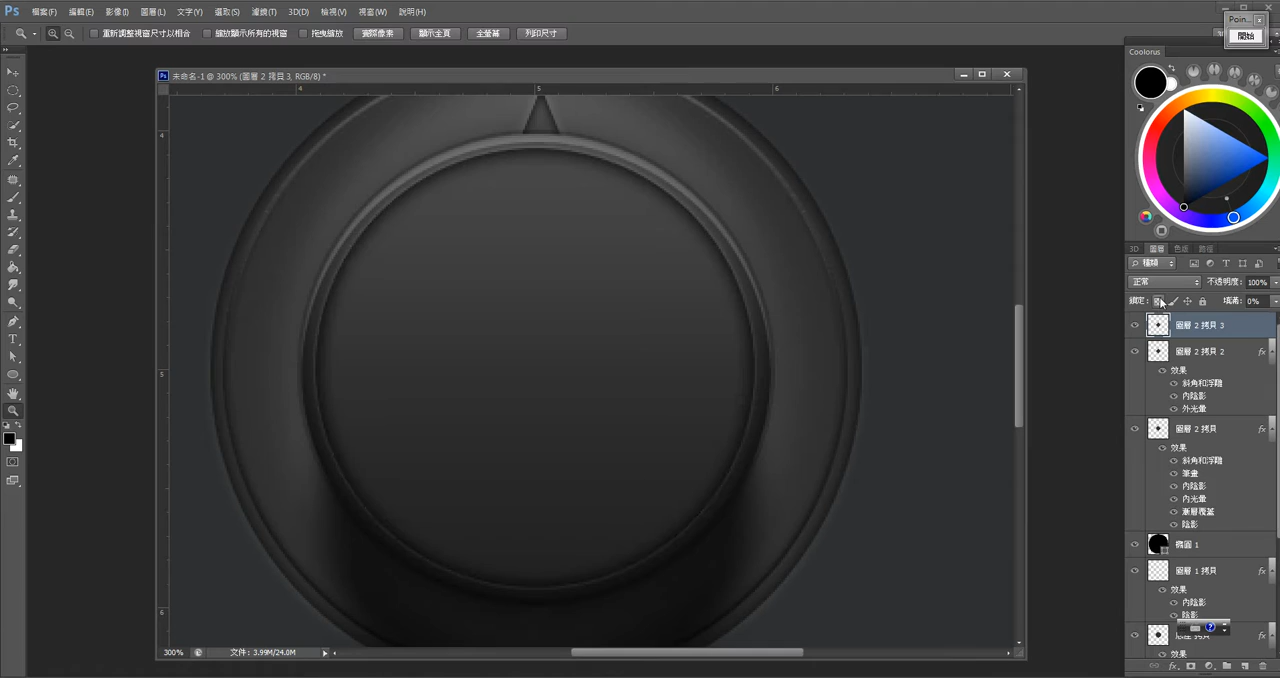 Ps 檔案(F) 編輯(E) 影像(I) 圖層(L) 文字(Y) 選取(S) 濾鏡(T) 3D(D) 檢視(V) 視窗(W) 說明(H)
Poin...
開始
重新調整視窗尺寸以相合 縮放顯示所有的視窗 拖曳縮放 實際像素 顯示全頁 全螢幕 列印尺寸
Coolorus
Ps 未命名-1 @ 300% (圖層 2 拷貝 3, RGB/8) *
4 5 6
4
5
6
3D 圖層 色版 路徑
種類
正常 不透明度: 100%
鎖定: 填滿: 0%
圖層 2 拷貝 3
圖層 2 拷貝 2 fx
效果
斜角和浮雕
內陰影
外光暈
圖層 2 拷貝 fx
效果
斜角和浮雕
筆畫
內陰影
內光暈
漸層覆蓋
陰影
橢圓 1
圖層 1 拷貝 fx
效果
內陰影
陰影
fx
效果
300% 文件: 3.99M/24.0M